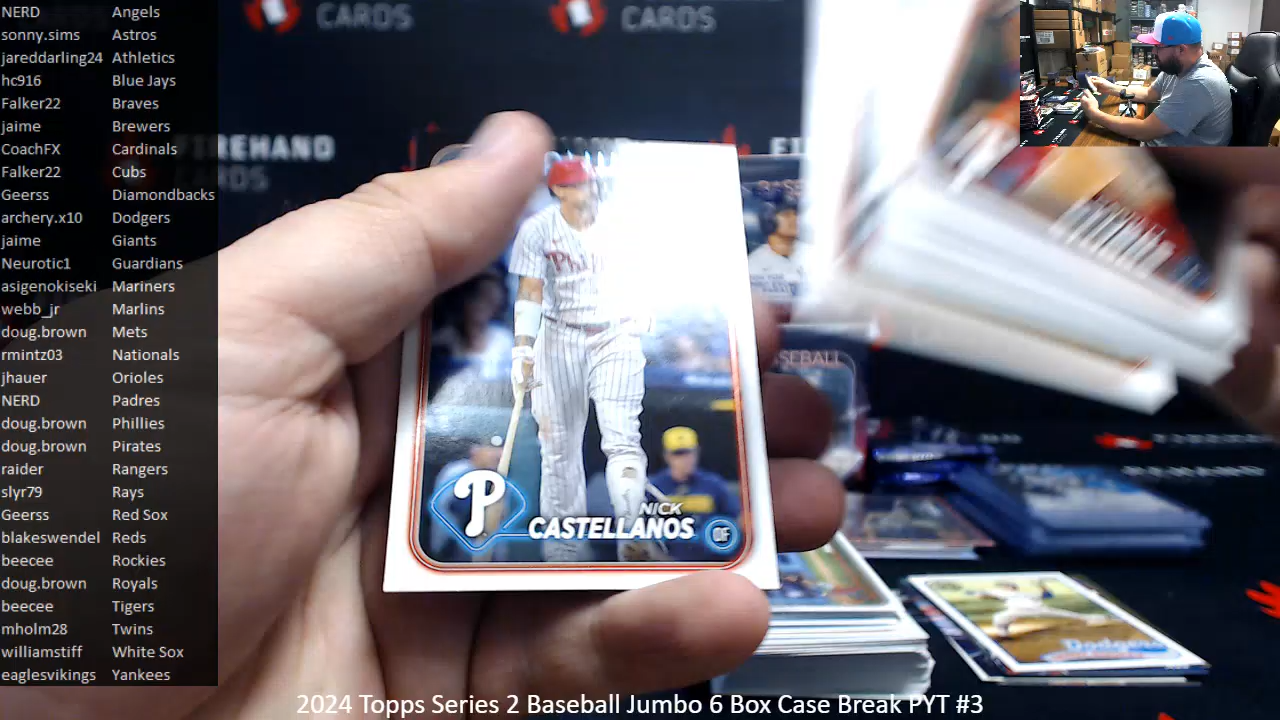 NERD Angels
sonny.sims Astros
jareddarling24 Athletics
hc916 Blue Jays
Falker22 Braves
jaime Brewers
CoachFX Cardinals
Falker22 Cubs
Geerss Diamondbacks
archery.x10 Dodgers
jaime Giants
Neurotic1 Guardians
asigenokiseki Mariners
webb_jr Marlins
doug.brown Mets
rmintz03 Nationals
jhauer Orioles
NERD Padres
doug.brown Phillies
doug.brown Pirates
raider Rangers
slyr79 Rays
Geerss Red Sox
blakeswendel Reds
beecee Rockies
doug.brown Royals
beecee Tigers
mholm28 Twins
williamstiff White Sox
eaglesvikings Yankees
CARDS
CARDS
FIREHAND
CARDS
P
NICK
CASTELLANOS OF
Dodgers
2024 Topps Series 2 Baseball Jumbo 6 Box Case Break PYT #3